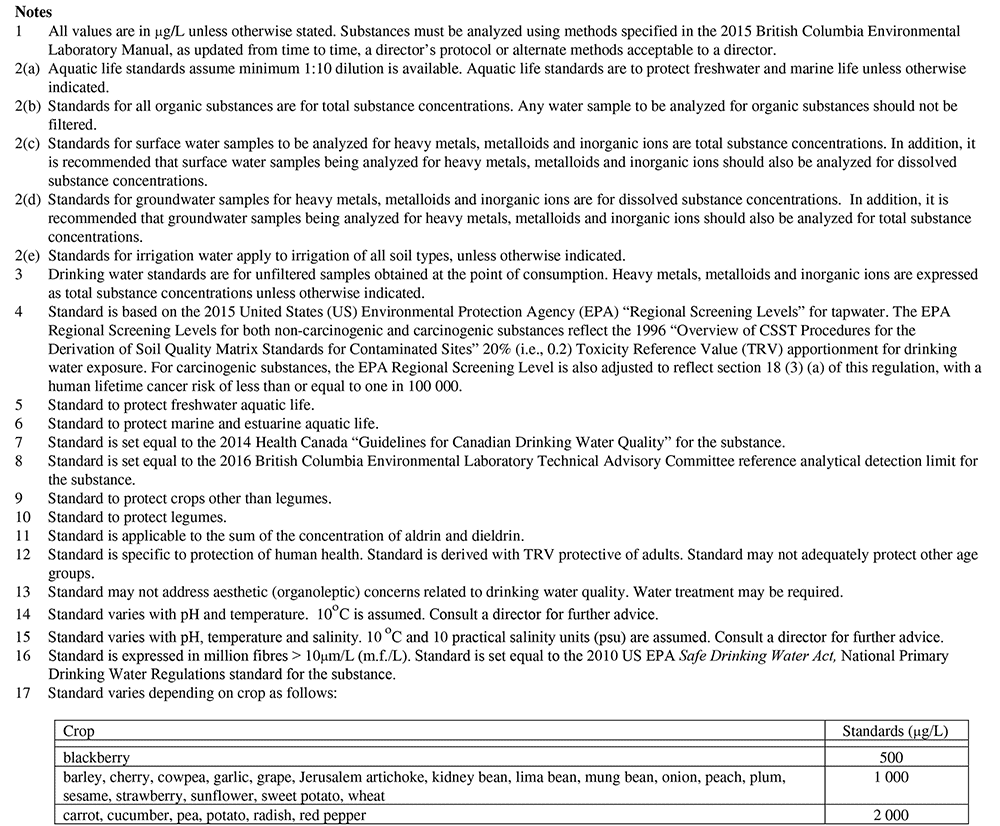 Notes
1 All values are in µg/L unless otherwise stated. Substances must be analyzed using methods specified in the 2015 British Columbia Environmental
Laboratory Manual, as updated from time to time, a director's protocol or alternate methods acceptable to a director.
2(a) Aquatic life standards assume minimum 1:10 dilution is available. Aquatic life standards are to protect freshwater and marine life unless otherwise
indicated.
2(b) Standards for all organic substances are for total substance concentrations. Any water sample to be analyzed for organic substances should not be
filtered.
2(c) Standards for surface water samples to be analyzed for heavy metals, metalloids and inorganic ions are total substance concentrations. In addition, it
is recommended that surface water samples being analyzed for heavy metals, metalloids and inorganic ions should also be analyzed for dissolved
substance concentrations.
2(d) Standards for groundwater samples for heavy metals, metalloids and inorganic ions are for dissolved substance concentrations. In addition, it is
recommended that groundwater samples being analyzed for heavy metals, metalloids and inorganic ions should also be analyzed for total substance
concentrations.
2(e) Standards for irrigation water apply to irrigation of all soil types, unless otherwise indicated.
3 Drinking water standards are for unfiltered samples obtained at the point of consumption. Heavy metals, metalloids and inorganic ions are expressed
as total substance concentrations unless otherwise indicated.
4 Standard is based on the 2015 United States (US) Environmental Protection Agency (EPA) "Regional Screening Levels" for tapwater. The EPA
Regional Screening Levels for both non-carcinogenic and carcinogenic substances reflect the 1996 "Overview of CSST Procedures for the
Derivation of Soil Quality Matrix Standards for Contaminated Sites" 20% (i.e., 0.2) Toxicity Reference Value (TRV) apportionment for drinking
water exposure. For carcinogenic substances, the EPA Regional Screening Level is also adjusted to reflect section 18 (3) (a) of this regulation, with a
human lifetime cancer risk of less than or equal to one in 100 000.
5 Standard to protect freshwater aquatic life.
6 Standard to protect marine and estuarine aquatic life.
7 Standard is set equal to the 2014 Health Canada "Guidelines for Canadian Drinking Water Quality" for the substance.
8 Standard is set equal to the 2016 British Columbia Environmental Laboratory Technical Advisory Committee reference analytical detection limit for
the substance.
9 Standard to protect crops other than legumes.
10 Standard to protect legumes.
11 Standard is applicable to the sum of the concentration of aldrin and dieldrin.
12 Standard is specific to protection of human health. Standard is derived with TRV protective of adults. Standard may not adequately protect other age
groups.
13 Standard may not address aesthetic (organoleptic) concerns related to drinking water quality. Water treatment may be required.
14 Standard varies with pH and temperature. 10°C is assumed. Consult a director for further advice.
15 Standard varies with pH, temperature and salinity. 10 °C and 10 practical salinity units (psu) are assumed. Consult a director for further advice.
16 Standard is expressed in million fibres > 10µm/L (m.f./L). Standard is set equal to the 2010 US EPA Safe Drinking Water Act, National Primary
Drinking Water Regulations standard for the substance.
17 Standard varies depending on crop as follows:
Crop Standards (µg/L)
blackberry 500
barley, cherry, cowpea, garlic, grape, Jerusalem artichoke, kidney bean, lima bean, mung bean, onion, peach, plum, 1 000
sesame, strawberry, sunflower, sweet potato, wheat
carrot, cucumber, pea, potato, radish, red pepper 2 000